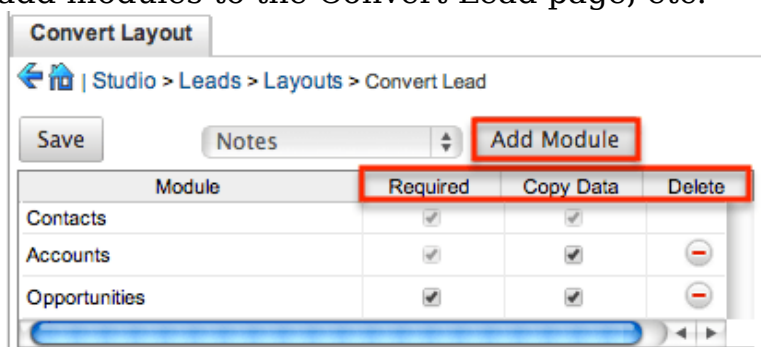 add modules to the Convert Lead page, etc.
Convert Layout
| Studio > Leads > Layouts > Convert Lead
Save Notes Add Module
Module Required Copy Data Delete
Contacts
Accounts
Opportunities